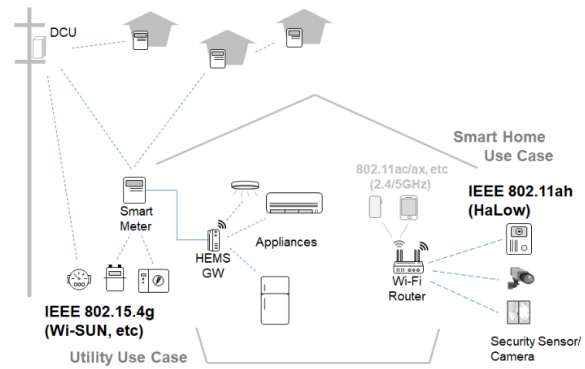 DCU
Smart Home
Use Case
802.11ac/ax, etc
(2.4/5GHz)
IEEE 802.11ah
(HaLow)
Smart
Meter
HEMS
GW
Appliances
Wi-Fi
Router
IEEE 802.15.4g
(Wi-SUN, etc)
Utility Use Case
Security Sensor/
Camera